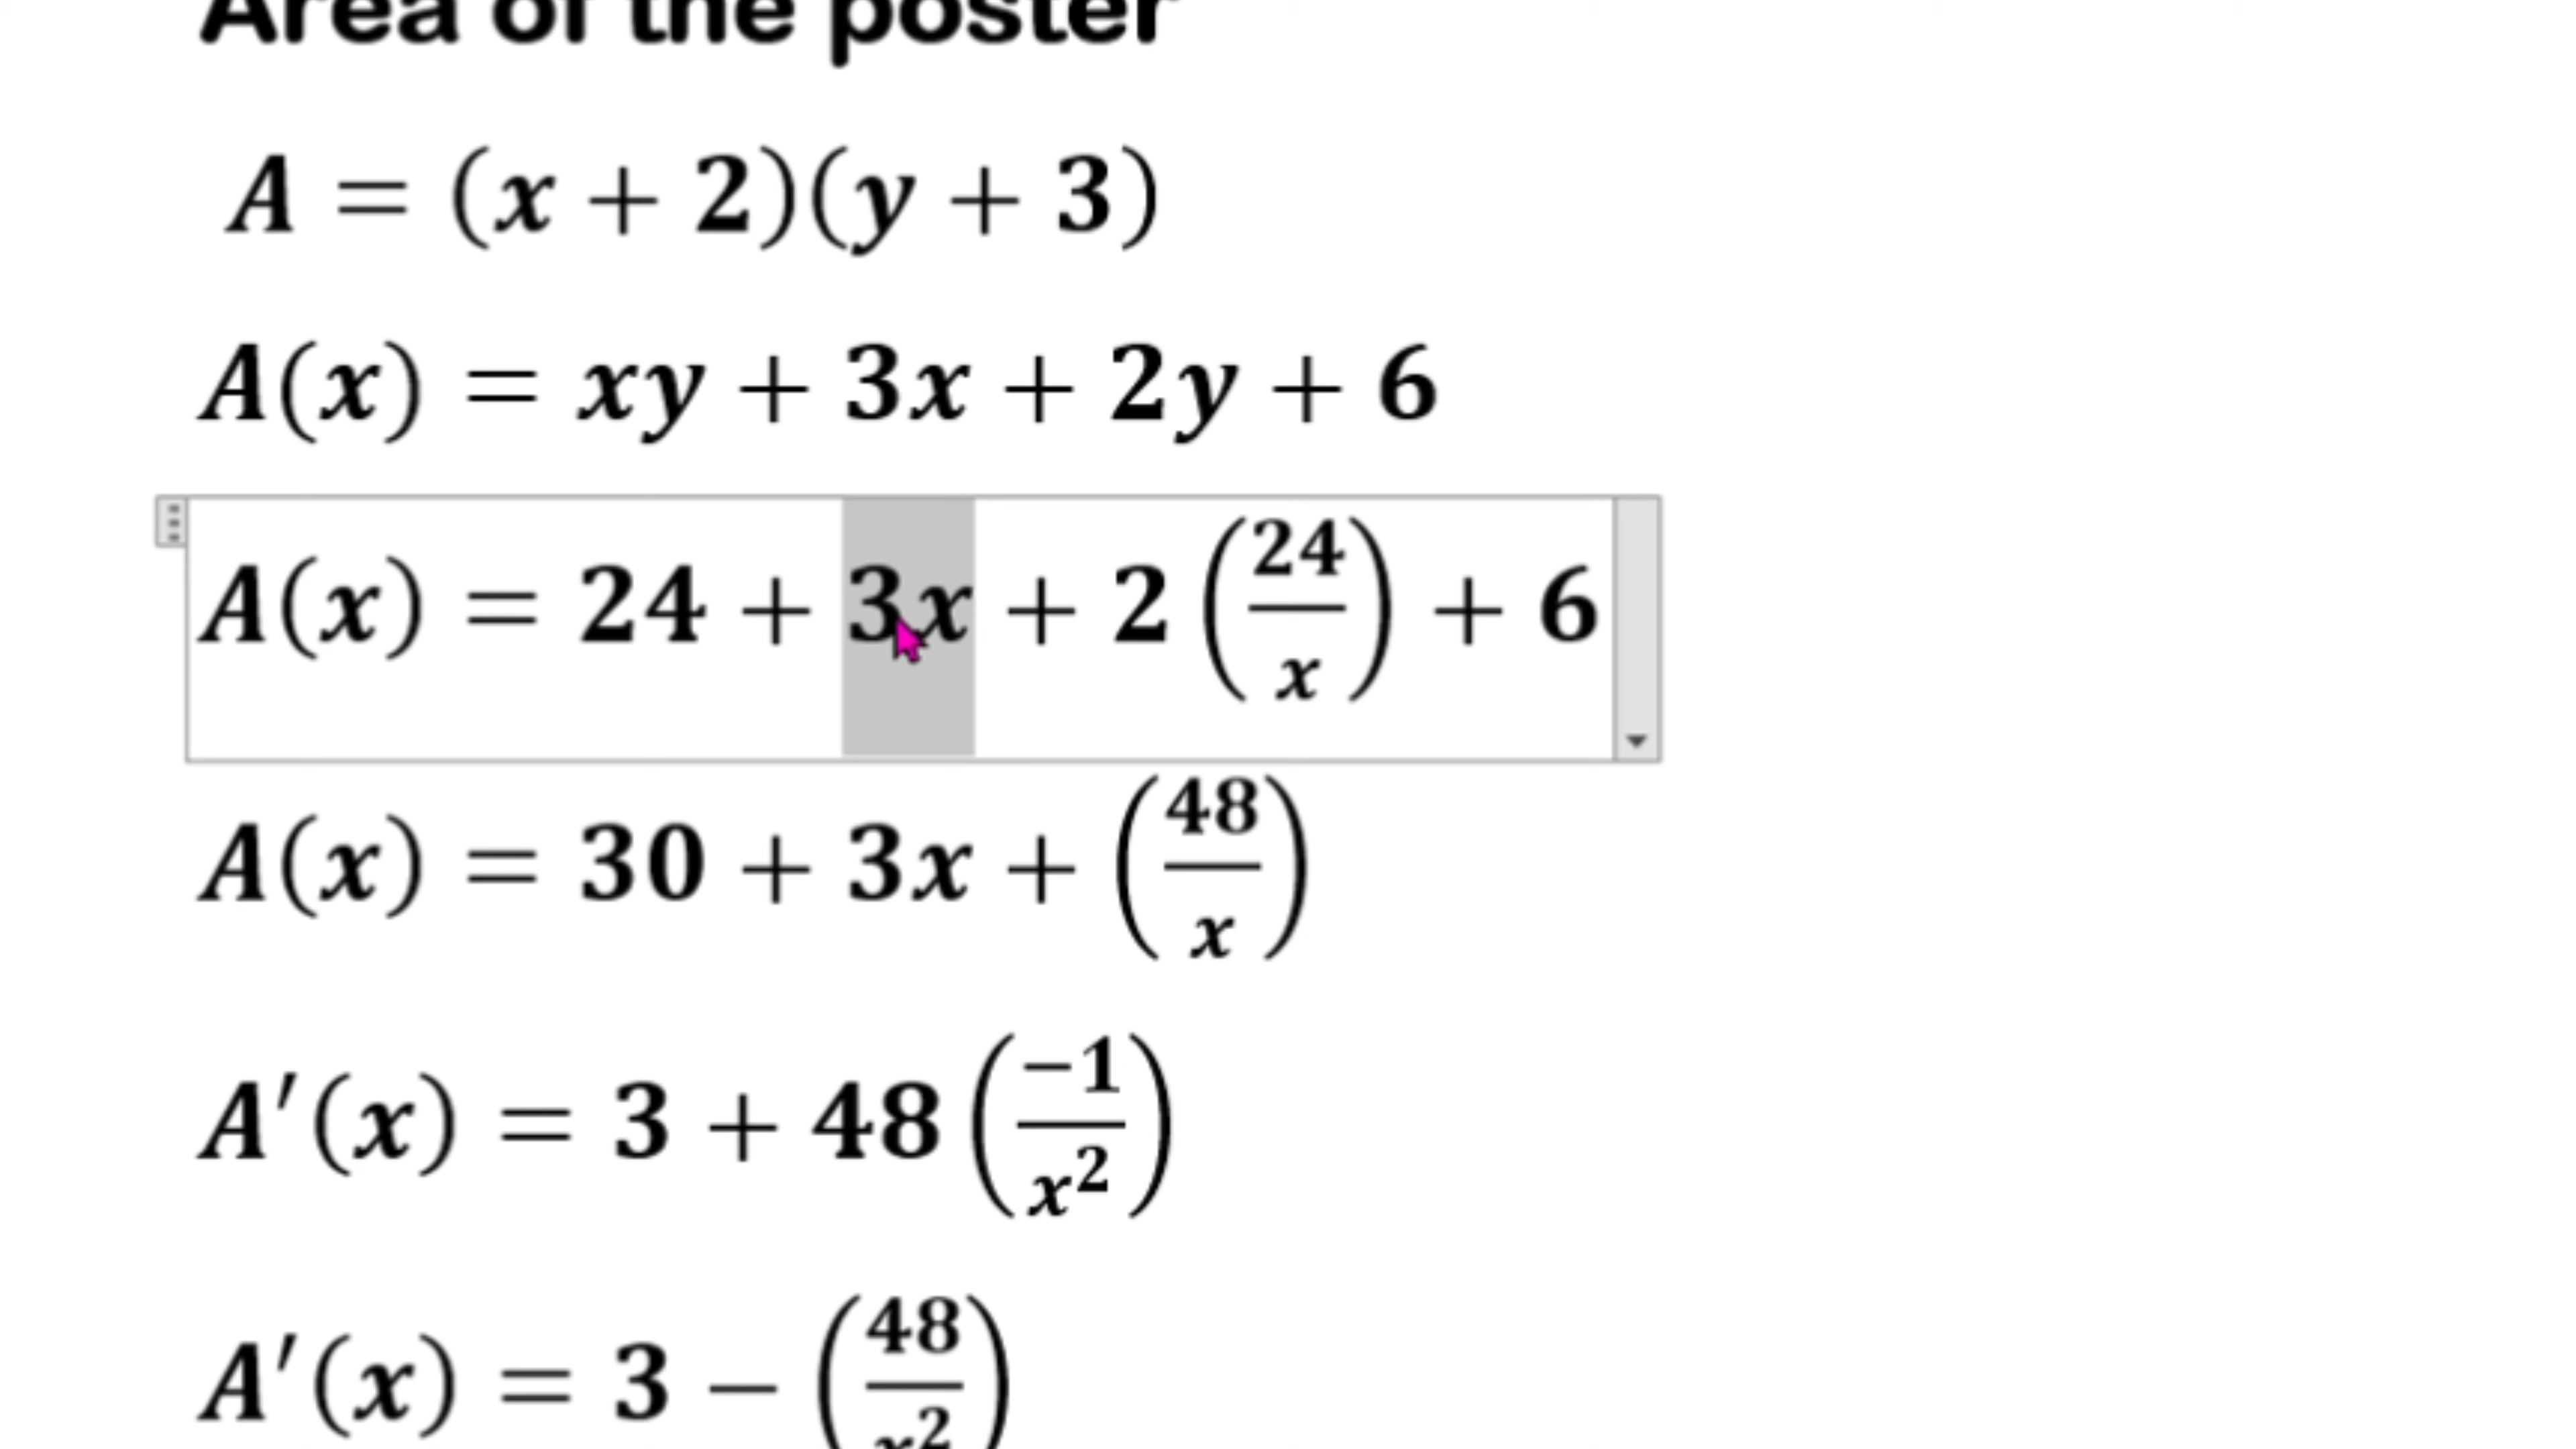 Area of the poster
A = (x + 2)(y + 3)
A(x) = xy + 3x + 2y + 6
A(x) = 24 + 3x + 2(24/x) + 6
A(x) = 30 + 3x + (48/x)
A′(x) = 3 + 48(−1/x²)
A′(x) = 3 − (48/x²)